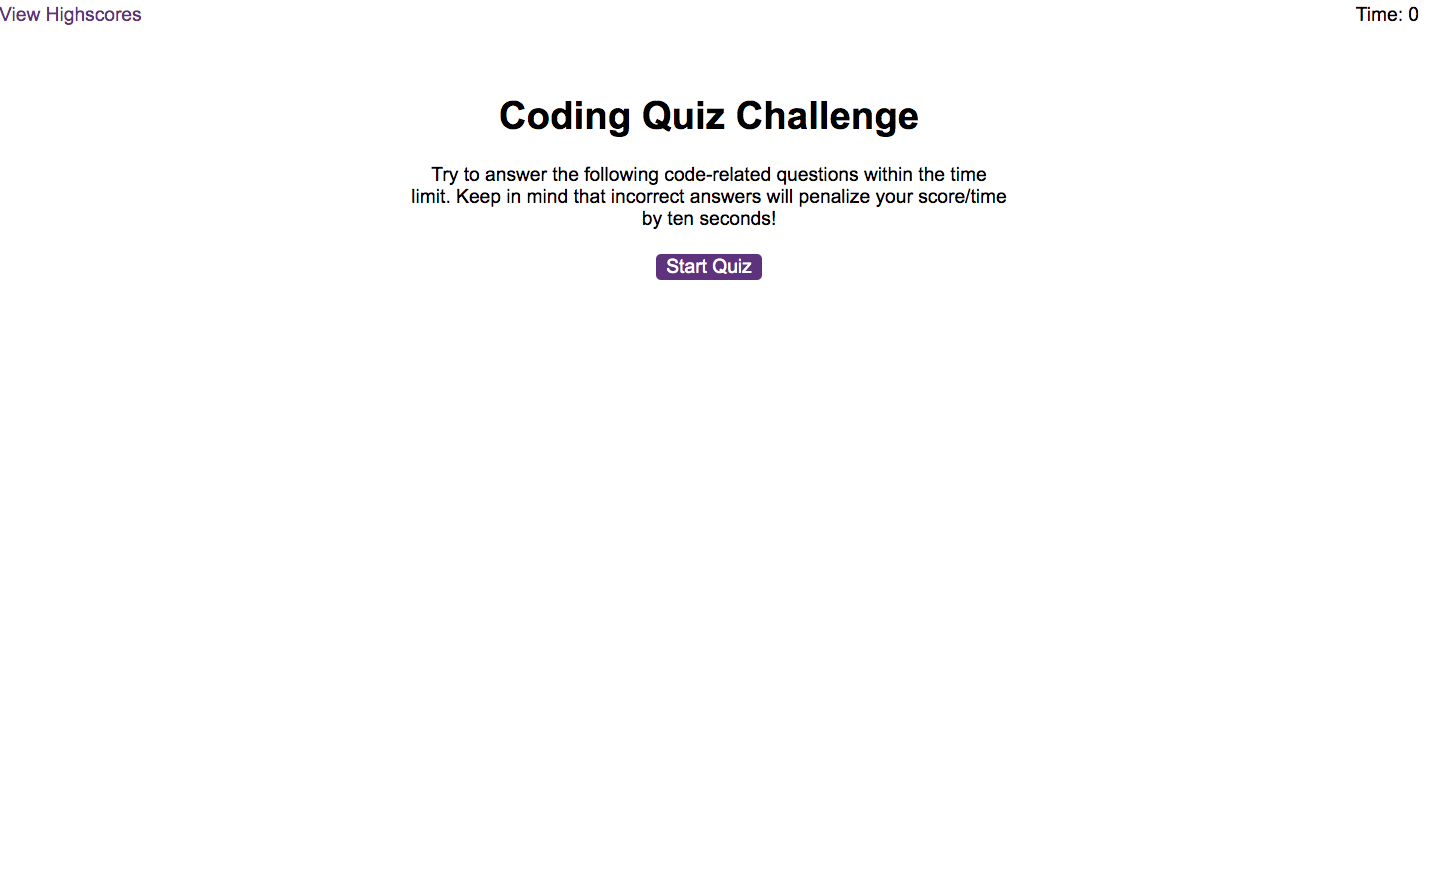 View Highscores
Time: 0
Coding Quiz Challenge
Try to answer the following code-related questions within the time
limit. Keep in mind that incorrect answers will penalize your score/time
by ten seconds!
Start Quiz